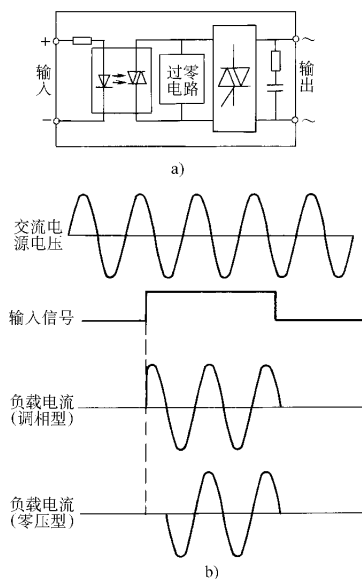 +
输
入
−
过零
电路
~
输
出
~
a)
交流电
源电压
输入信号
负载电流
(调相型)
负载电流
(零压型)
b)